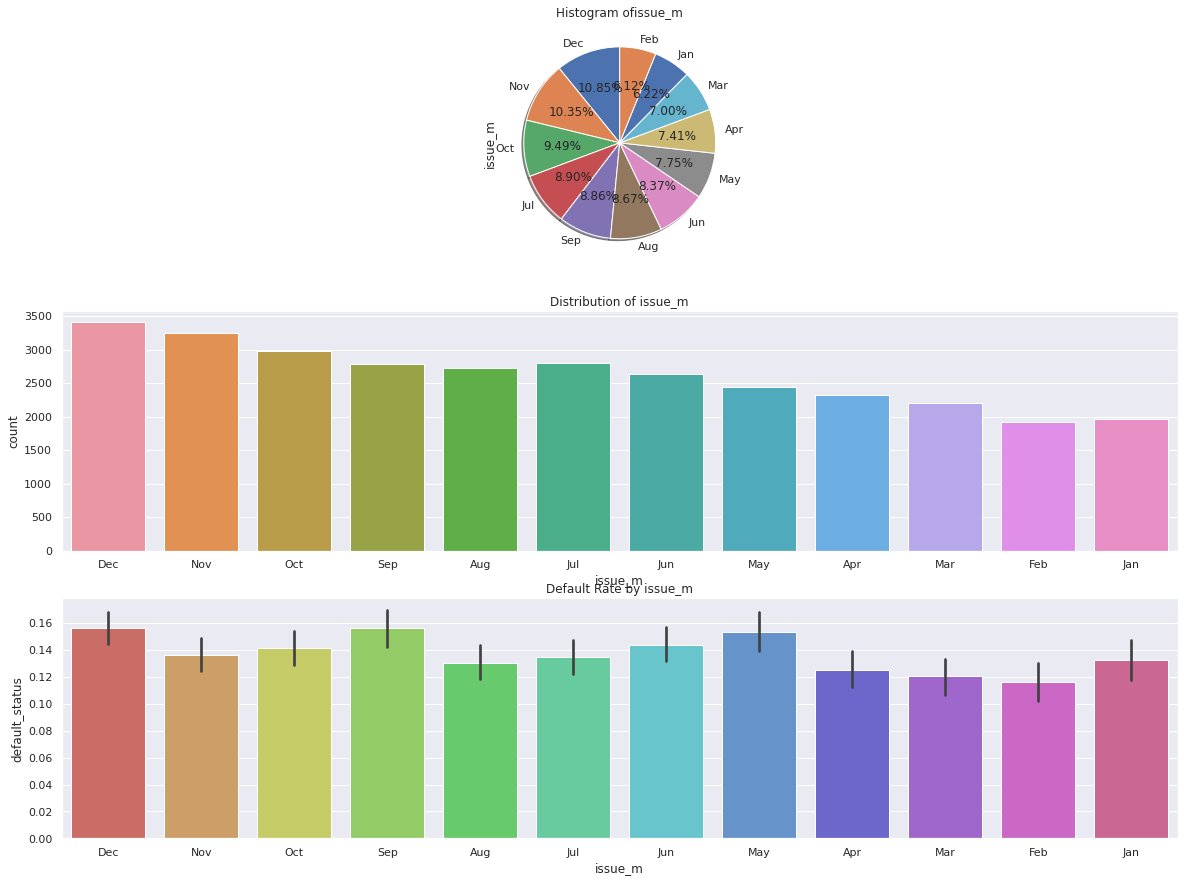 Histogram ofissue_m
Dec
Feb
Jan
Nov
Mar
10.85%
6.12%
6.22%
10.35%
7.00%
Apr
issue_m
Oct
9.49%
7.41%
7.75%
May
8.90%
8.37%
8.86%
8.67%
Jul
Jun
Sep
Aug
Distribution of issue_m
count
3500
3000
2500
2000
1500
1000
500
0
Dec Nov Oct Sep Aug Jul Jun May Apr Mar Feb Jan
issue_m
Default Rate by issue_m
default_status
0.16
0.14
0.12
0.10
0.08
0.06
0.04
0.02
0.00
Dec Nov Oct Sep Aug Jul Jun May Apr Mar Feb Jan
issue_m